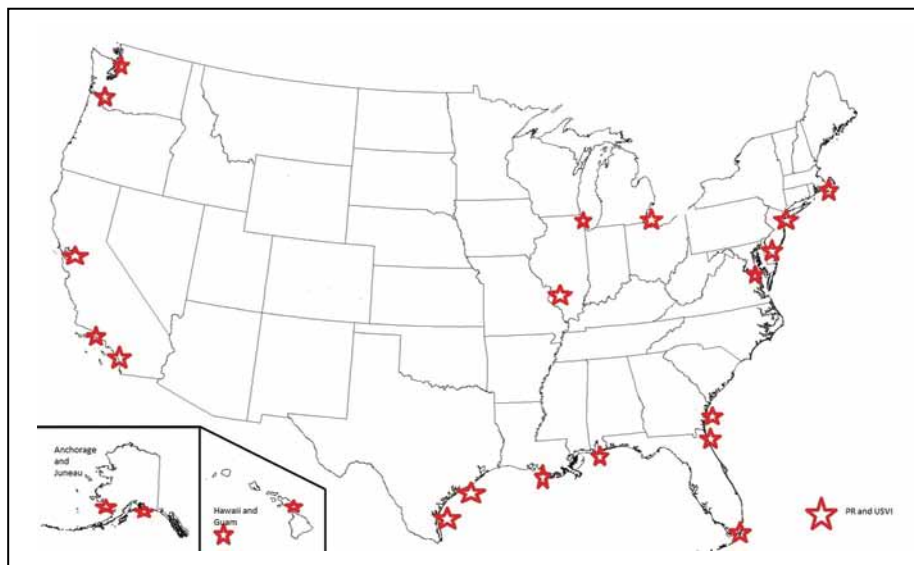 Anchorage
and
Juneau
Hawaii and
Guam
PR and USVI